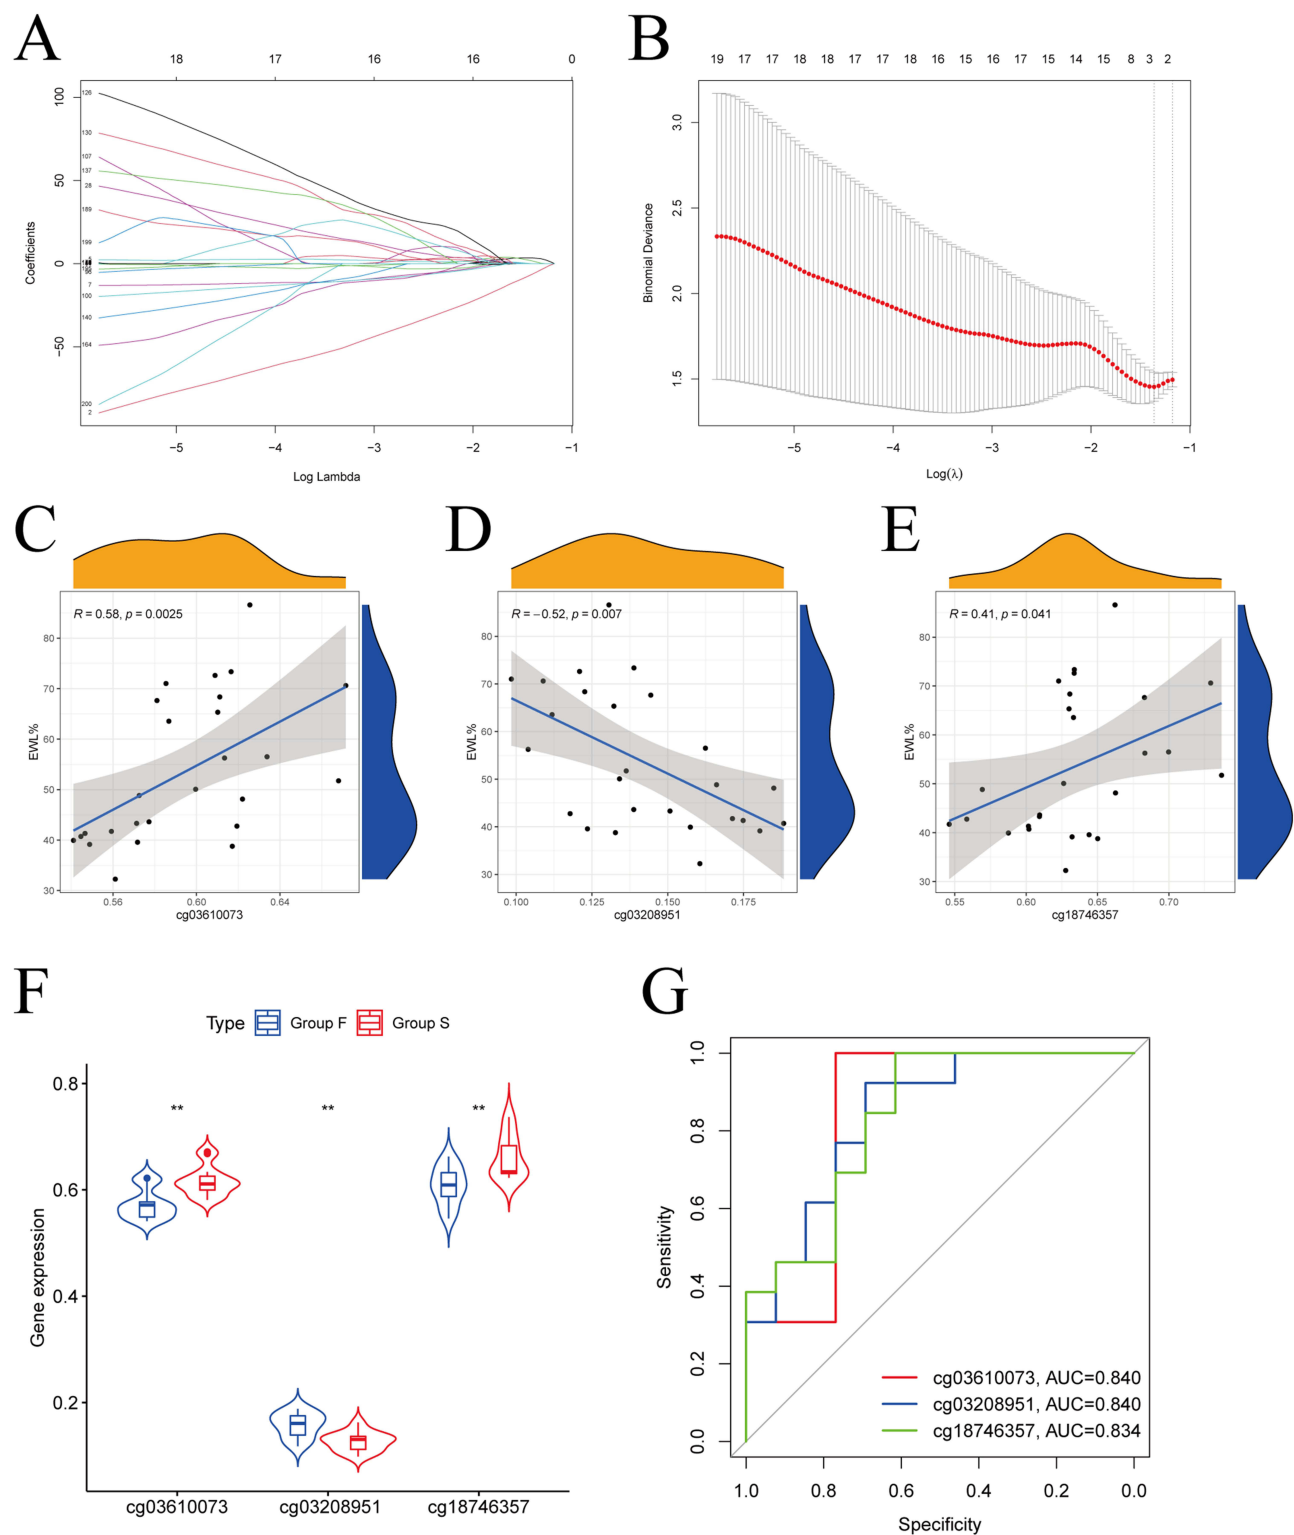 A
18 17 16 16 0
100
50
0
−50
Coefficients
126
130
107
137
28
189
199
7
100
140
164
200
2
−5 −4 −3 −2 −1
Log Lambda
B
19 17 17 18 18 17 17 18 16 15 16 17 15 14 15 8 3 2
3.0
2.5
2.0
1.5
Binomial Deviance
−5 −4 −3 −2 −1
Log(λ)
C
R = 0.58, p = 0.0025
80
70
60
50
40
30
EWL%
0.56 0.60 0.64
cg03610073
D
R = −0.52, p = 0.007
80
70
60
50
40
30
EWL%
0.100 0.125 0.150 0.175
cg03208951
E
R = 0.41, p = 0.041
80
70
60
50
40
30
EWL%
0.55 0.60 0.65 0.70
cg18746357
F
Type Group F Group S
0.8
0.6
0.4
0.2
Gene expression
** ** **
cg03610073 cg03208951 cg18746357
G
1.0
0.8
0.6
0.4
0.2
0.0
Sensitivity
cg03610073, AUC=0.840
cg03208951, AUC=0.840
cg18746357, AUC=0.834
1.0 0.8 0.6 0.4 0.2 0.0
Specificity